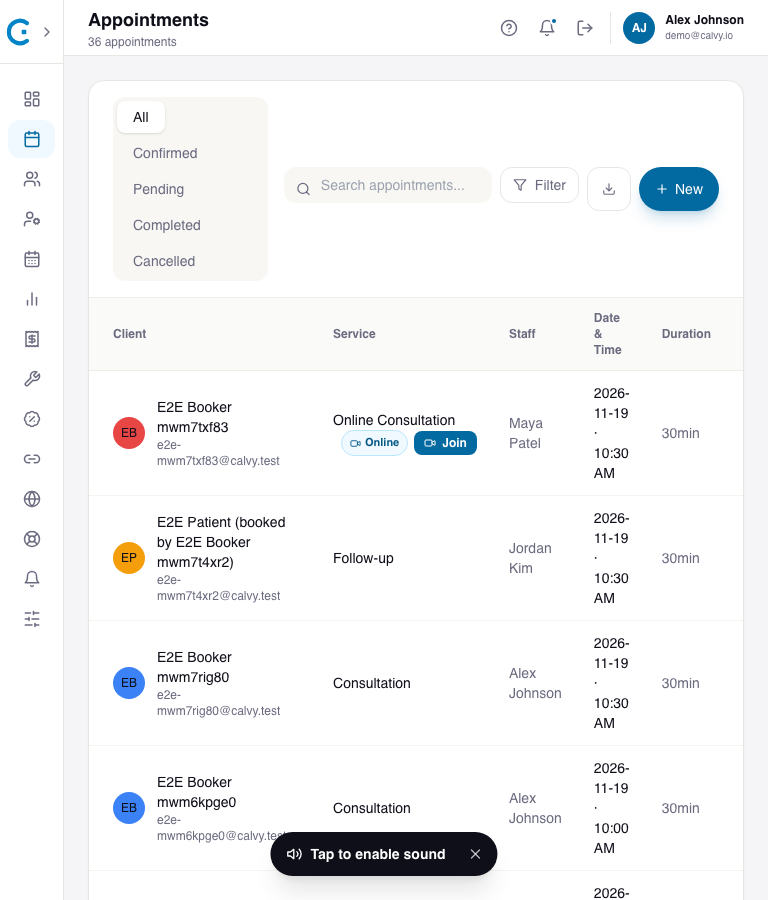 Appointments
36 appointments
AJ
Alex Johnson
demo@calvy.io
All
Confirmed
Pending
Completed
Cancelled
Search appointments...
Filter
New
Client
Service
Staff
Date
&
Time
Duration
EB
E2E Booker
mwm7txf83
e2e-
mwm7txf83@calvy.test
Online Consultation
Online
Join
Maya
Patel
2026-
11-19
·
10:30
AM
30min
EP
E2E Patient (booked
by E2E Booker
mwm7t4xr2)
e2e-
mwm7t4xr2@calvy.test
Follow-up
Jordan
Kim
2026-
11-19
·
10:30
AM
30min
EB
E2E Booker
mwm7rig80
e2e-
mwm7rig80@calvy.test
Consultation
Alex
Johnson
2026-
11-19
·
10:30
AM
30min
EB
E2E Booker
mwm6kpge0
e2e-
mwm6kpge0@calvy.test
Consultation
Alex
Johnson
2026-
11-19
·
10:00
AM
30min
2026-
Tap to enable sound